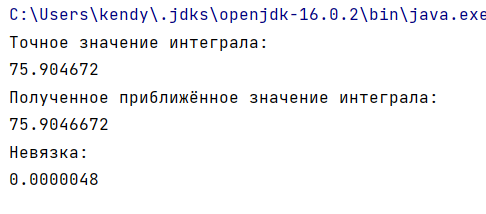 C:\Users\kendy\.jdks\openjdk-16.0.2\bin\java.exe
Точное значение интеграла:
75.904672
Полученное приближённое значение интеграла:
75.9046672
Невязка:
0.0000048